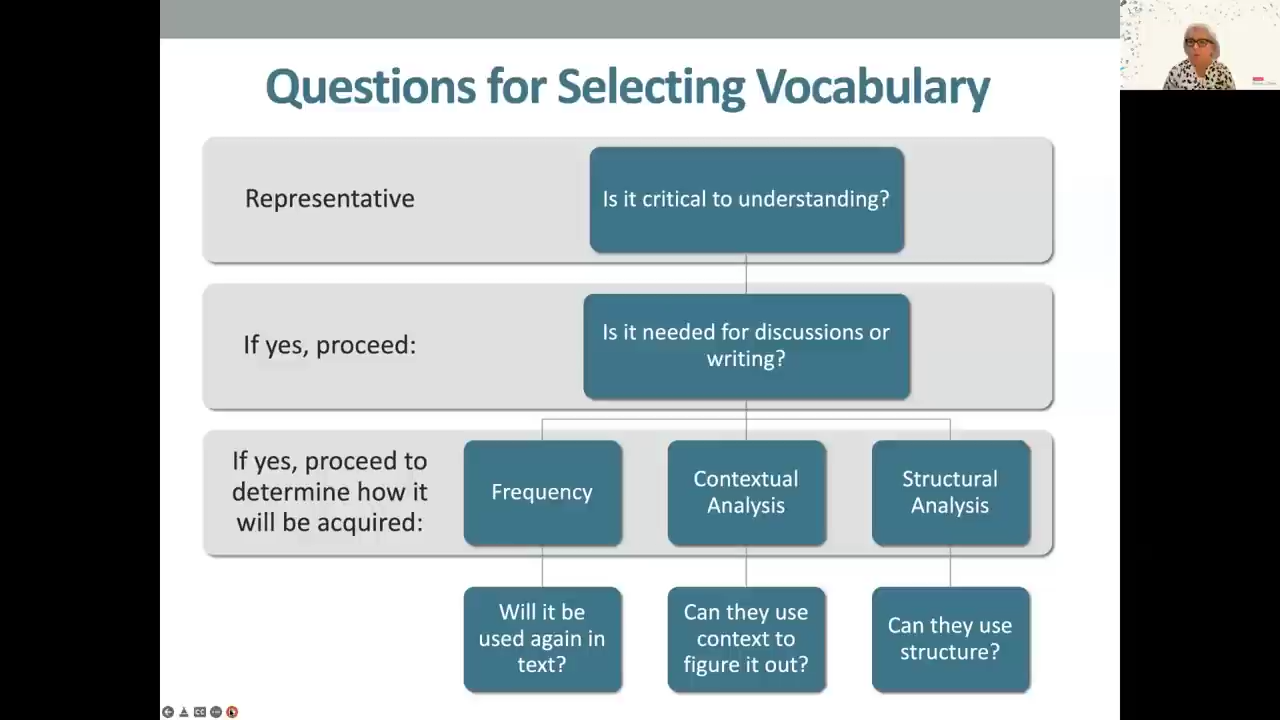 Questions for Selecting Vocabulary
Representative
Is it critical to understanding?
If yes, proceed:
Is it needed for discussions or
writing?
If yes, proceed to
determine how it
will be acquired:
Frequency
Contextual
Analysis
Structural
Analysis
Will it be
used again in
text?
Can they use
context to
figure it out?
Can they use
structure?